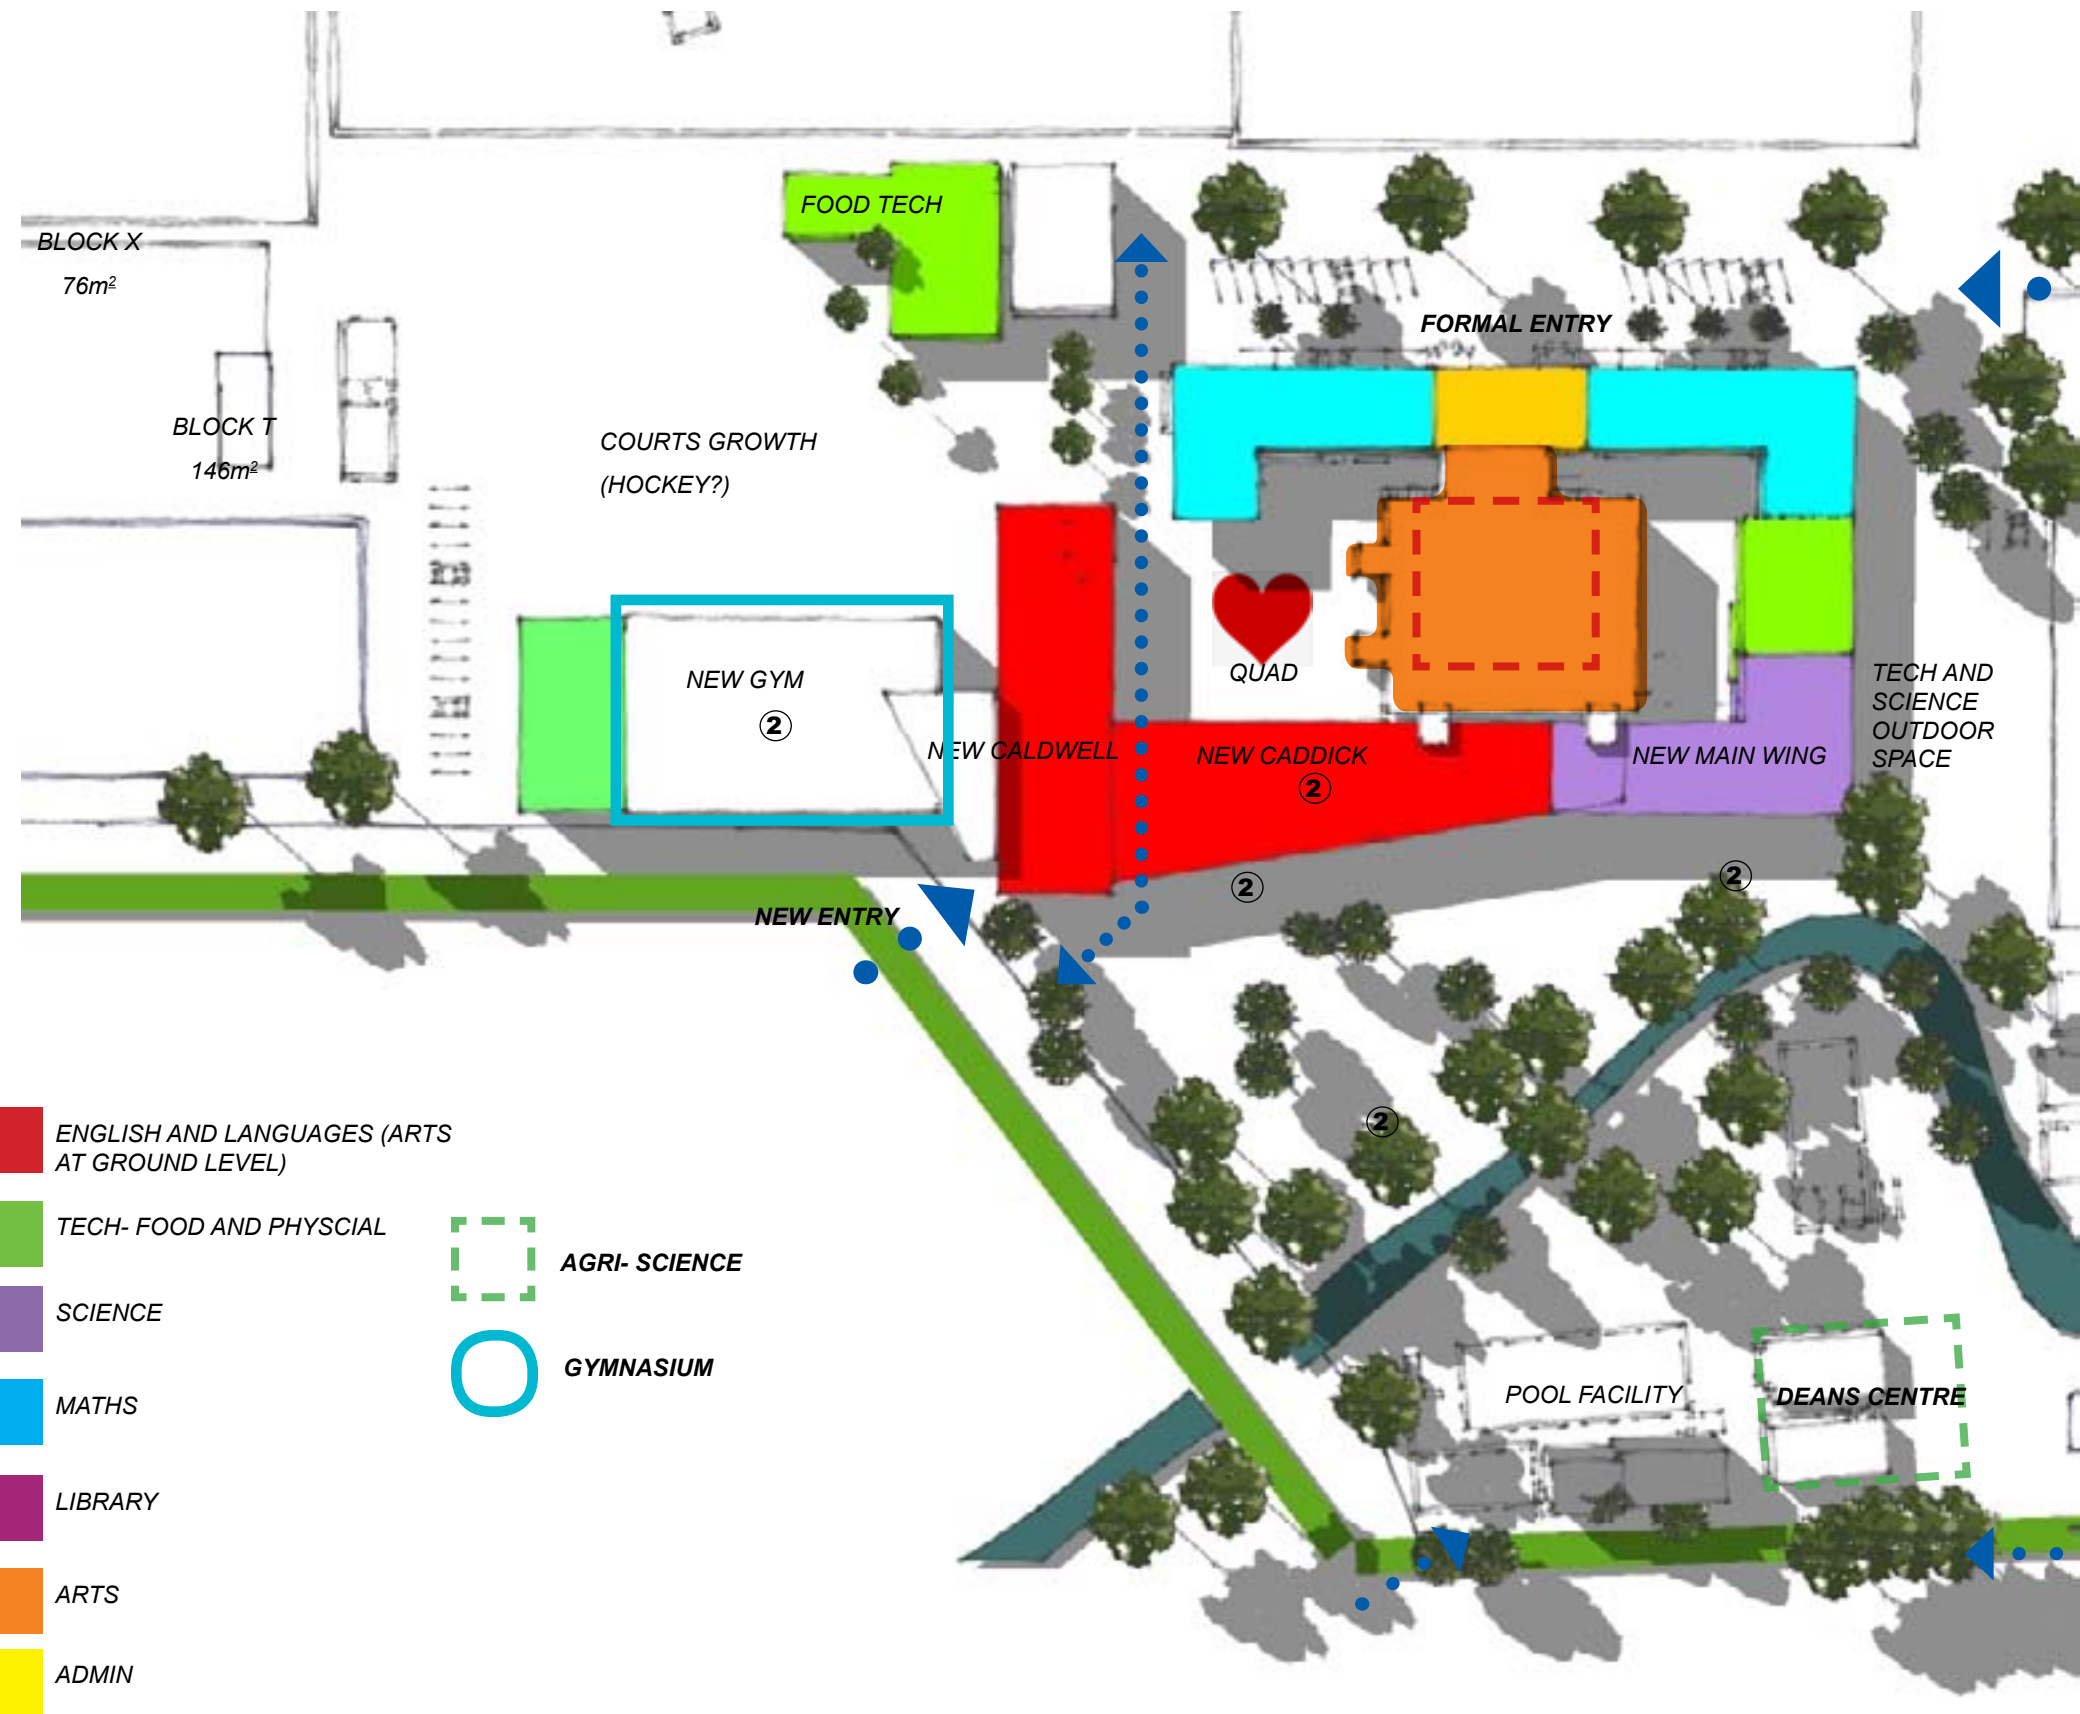 FOOD TECH
BLOCK X
76m²
FORMAL ENTRY
BLOCK T
146m²
COURTS GROWTH
(HOCKEY?)
NEW GYM
②
QUAD
TECH AND
SCIENCE
OUTDOOR
SPACE
NEW CALDWELL
NEW CADDICK
②
NEW MAIN WING
②
②
NEW ENTRY
②
ENGLISH AND LANGUAGES (ARTS
AT GROUND LEVEL)
TECH- FOOD AND PHYSCIAL
AGRI- SCIENCE
SCIENCE
GYMNASIUM
MATHS
POOL FACILITY
DEANS CENTRE
LIBRARY
ARTS
ADMIN